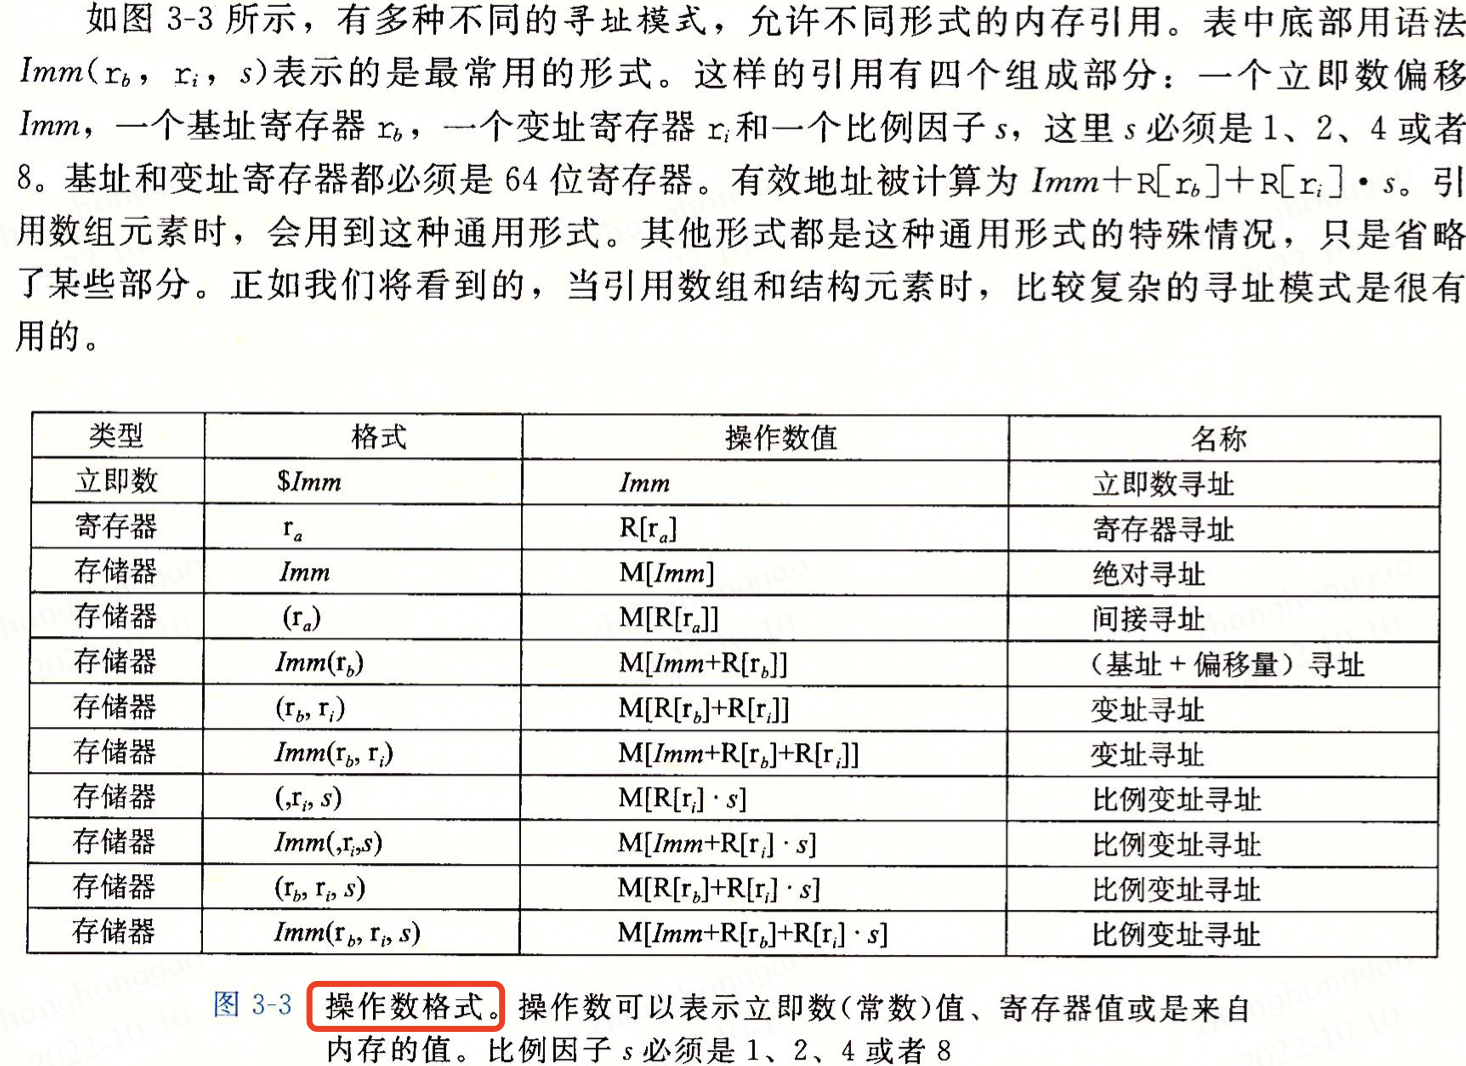 如图 3-3 所示，有多种不同的寻址模式，允许不同形式的内存引用。表中底部用语法
Imm(r_b，r_i，s)表示的是最常用的形式。这样的引用有四个组成部分：一个立即数偏移
Imm，一个基址寄存器 r_b，一个变址寄存器 r_i和一个比例因子 s，这里 s 必须是 1、2、4 或者
8。基址和变址寄存器都必须是 64 位寄存器。有效地址被计算为 Imm+R[r_b]+R[r_i]·s。引
用数组元素时，会用到这种通用形式。其他形式都是这种通用形式的特殊情况，只是省略
了某些部分。正如我们将看到的，当引用数组和结构元素时，比较复杂的寻址模式是很有
用的。
类型 格式 操作数值 名称
立即数 $Imm Imm 立即数寻址
寄存器 r_a R[r_a] 寄存器寻址
存储器 Imm M[Imm] 绝对寻址
存储器 (r_a) M[R[r_a]] 间接寻址
存储器 Imm(r_b) M[Imm+R[r_b]] （基址 + 偏移量）寻址
存储器 (r_b, r_i) M[R[r_b]+R[r_i]] 变址寻址
存储器 Imm(r_b, r_i) M[Imm+R[r_b]+R[r_i]] 变址寻址
存储器 (,r_i, s) M[R[r_i]·s] 比例变址寻址
存储器 Imm(,r_i,s) M[Imm+R[r_i]·s] 比例变址寻址
存储器 (r_b, r_i, s) M[R[r_b]+R[r_i]·s] 比例变址寻址
存储器 Imm(r_b, r_i, s) M[Imm+R[r_b]+R[r_i]·s] 比例变址寻址
图 3-3 操作数格式。操作数可以表示立即数(常数)值、寄存器值或是来自
内存的值。比例因子 s 必须是 1、2、4 或者 8